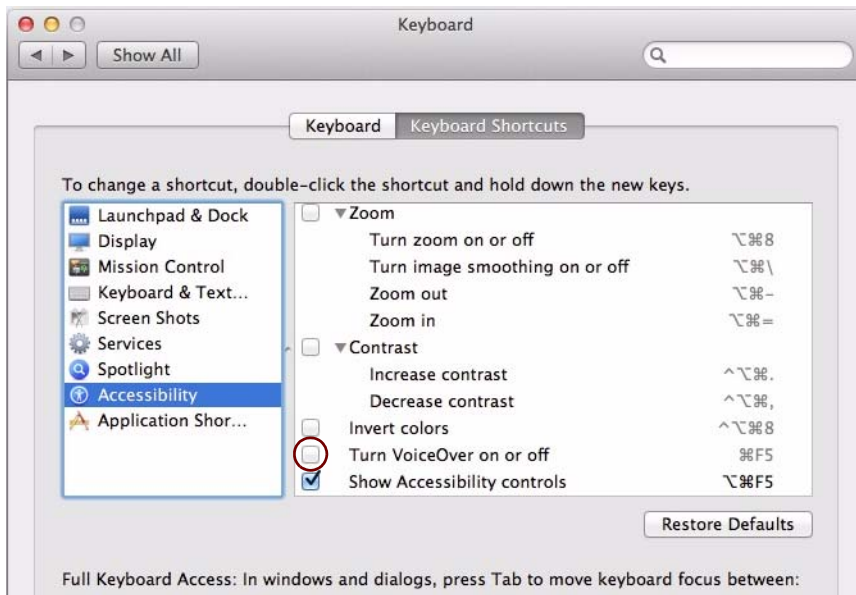 Keyboard
Show All
Keyboard Keyboard Shortcuts
To change a shortcut, double-click the shortcut and hold down the new keys.
Launchpad & Dock
Display
Mission Control
Keyboard & Text...
Screen Shots
Services
Spotlight
Accessibility
Application Shor...
Zoom
Turn zoom on or off ⌥⌘8
Turn image smoothing on or off ⌥⌘\
Zoom out ⌥⌘-
Zoom in ⌥⌘=
Contrast
Increase contrast ^⌥⌘.
Decrease contrast ^⌥⌘,
Invert colors ^⌥⌘8
Turn VoiceOver on or off ⌘F5
Show Accessibility controls ⌥⌘F5
Restore Defaults
Full Keyboard Access: In windows and dialogs, press Tab to move keyboard focus between: